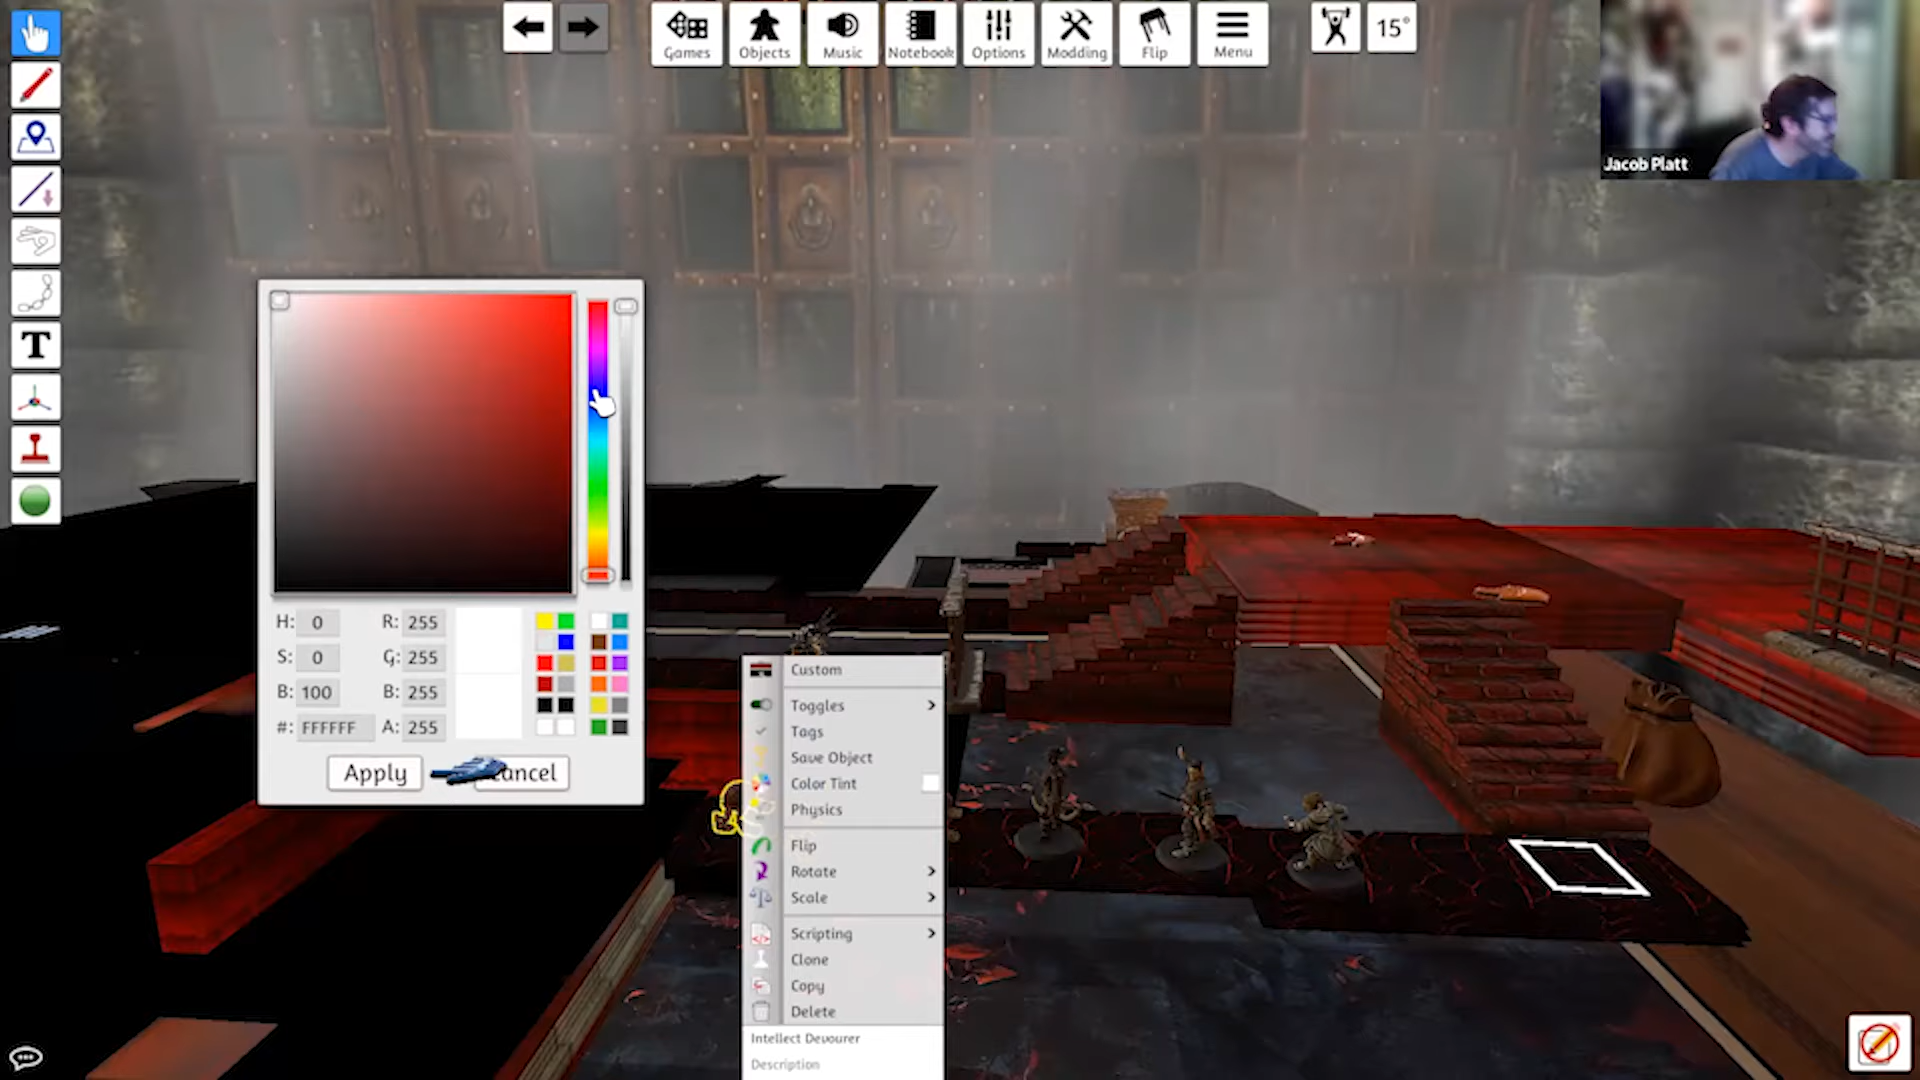 Games
Objects
Music
Notebook
Options
Modding
Flip
Menu
15°
Jacob Platt
T
H: 0
R: 255
S: 0
G: 255
B: 100
B: 255
#: FFFFFF
A: 255
Apply
Cancel
Custom
Toggles
Tags
Save Object
Color Tint
Physics
Flip
Rotate
Scale
Scripting
Clone
Copy
Delete
Intellect Devourer
Description